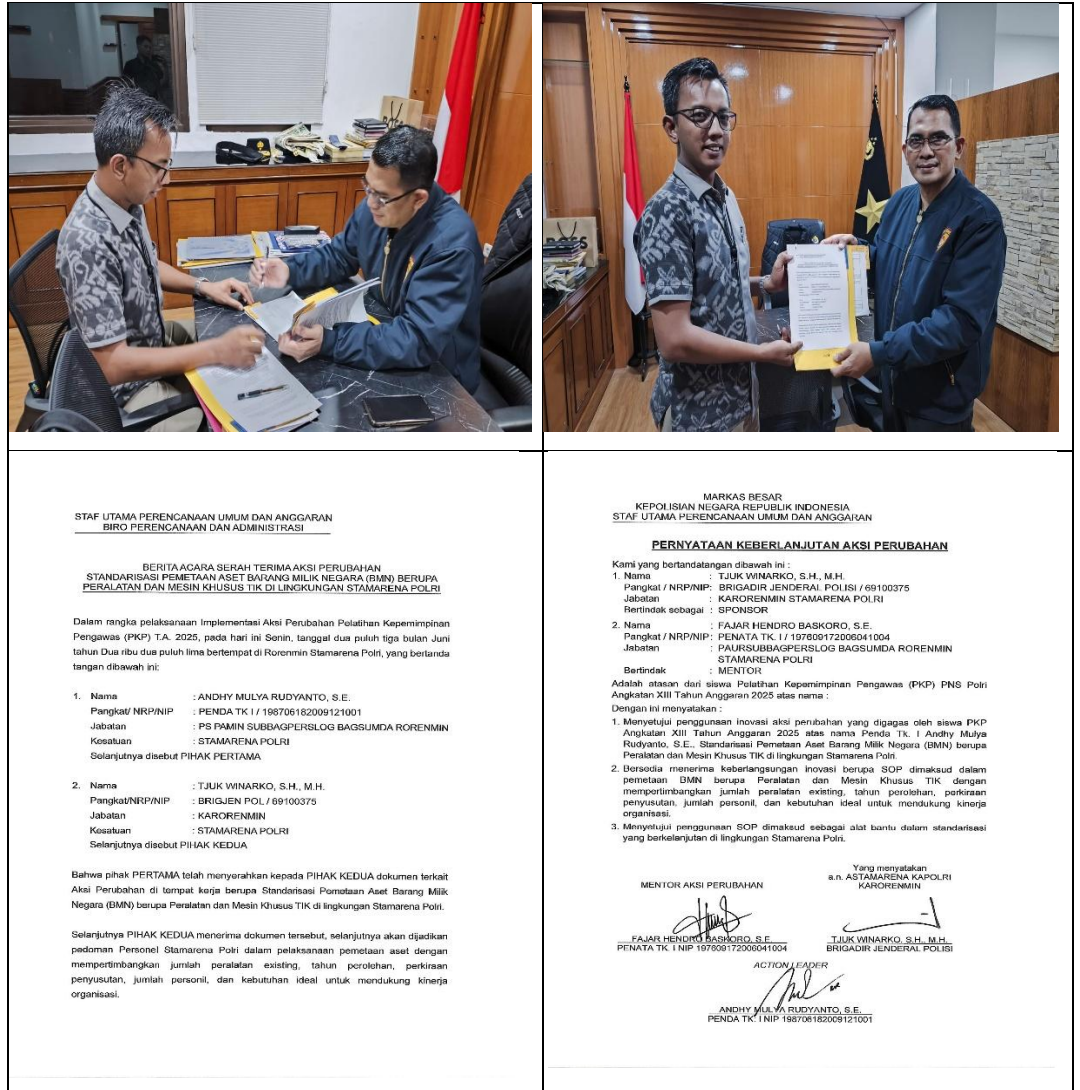 STAF UTAMA PERENCANAAN UMUM DAN ANGGARAN
BIRO PERENCANAAN DAN ADMINISTRASI
BERITA ACARA SERAH TERIMA AKSI PERUBAHAN
STANDARISASI PEMETAAN ASET BARANG MILIK NEGARA (BMN) BERUPA
PERALATAN DAN MESIN KHUSUS TIK DI LINGKUNGAN STAMARENA POLRI
Dalam rangka pelaksanaan Implementasi Aksi Perubahan Pelatihan Kepemimpinan
Pengawas (PKP) T.A. 2025, pada hari ini Senin, tanggal dua puluh tiga bulan Juni
tahun Dua ribu dua puluh lima bertempat di Rorenmin Stamarena Polri, yang bertanda
tangan dibawah ini:
1. Nama : ANDHY MULYA RUDYANTO, S.E.
Pangkat/ NRP/NIP : PENDA TK I / 198706182009121001
Jabatan : PS PAMIN SUBBAGPERSLOG BAGSUMDA RORENMIN
Kesatuan : STAMARENA POLRI
Selanjutnya disebut PIHAK PERTAMA
2. Nama : TJUK WINARKO, S.H., M.H.
Pangkat/NRP/NIP : BRIGJEN POL / 69100375
Jabatan : KARORENMIN
Kesatuan : STAMARENA POLRI
Selanjutnya disebut PIHAK KEDUA
Bahwa pihak PERTAMA telah menyerahkan kepada PIHAK KEDUA dokumen terkait
Aksi Perubahan di tempat kerja berupa Standarisasi Pemetaan Aset Barang Milik
Negara (BMN) berupa Peralatan dan Mesin Khusus TIK di lingkungan Stamarena Polri.
Selanjutnya PIHAK KEDUA menerima dokumen tersebut, selanjutnya akan dijadikan
pedoman Personel Stamarena Polri dalam pelaksanaan pemetaan aset dengan
mempertimbangkan jumlah peralatan existing, tahun perolehan, perkiraan
penyusutan, jumlah personil, dan kebutuhan ideal untuk mendukung kinerja
organisasi.
MARKAS BESAR
KEPOLISIAN NEGARA REPUBLIK INDONESIA
STAF UTAMA PERENCANAAN UMUM DAN ANGGARAN
PERNYATAAN KEBERLANJUTAN AKSI PERUBAHAN
Kami yang bertandatangan dibawah ini :
1. Nama : TJUK WINARKO, S.H., M.H.
Pangkat / NRP/NIP: BRIGADIR JENDERAL POLISI / 69100375
Jabatan : KARORENMIN STAMARENA POLRI
Bertindak sebagai : SPONSOR
2. Nama : FAJAR HENDRO BASKORO, S.E.
Pangkat / NRP/NIP: PENATA TK. I / 197609172006041004
Jabatan : PAURSUBBAGPERSLOG BAGSUMDA RORENMIN
STAMARENA POLRI
Bertindak : MENTOR
Adalah atasan dari siswa Pelatihan Kepemimpinan Pengawas (PKP) PNS Polri
Angkatan XIII Tahun Anggaran 2025 atas nama :
Dengan ini menyatakan :
1. Menyetujui penggunaan inovasi aksi perubahan yang digagas oleh siswa PKP
Angkatan XIII Tahun Anggaran 2025 atas nama Penda Tk. I Andhy Mulya
Rudyanto, S.E., Standarisasi Pemetaan Aset Barang Milik Negara (BMN) berupa
Peralatan dan Mesin Khusus TIK di lingkungan Stamarena Polri.
2. Bersedia menerima keberlangsungan inovasi berupa SOP dimaksud dalam
pemetaan BMN berupa Peralatan dan Mesin Khusus TIK dengan
mempertimbangkan jumlah peralatan existing, tahun perolehan, perkiraan
penyusutan, jumlah personil, dan kebutuhan ideal untuk mendukung kinerja
organisasi.
3. Menyetujui penggunaan SOP dimaksud sebagai alat bantu dalam standarisasi
yang berkelanjutan di lingkungan Stamarena Polri.
MENTOR AKSI PERUBAHAN
FAJAR HENDRO BASKORO, S.E.
PENATA TK. I NIP 197609172006041004
Yang menyatakan
a.n. ASTAMARENA KAPOLRI
KARORENMIN
TJUK WINARKO, S.H., M.H.
BRIGADIR JENDERAL POLISI
ACTION LEADER
ANDHY MULYA RUDYANTO, S.E.
PENDA TK. I NIP 198706182009121001